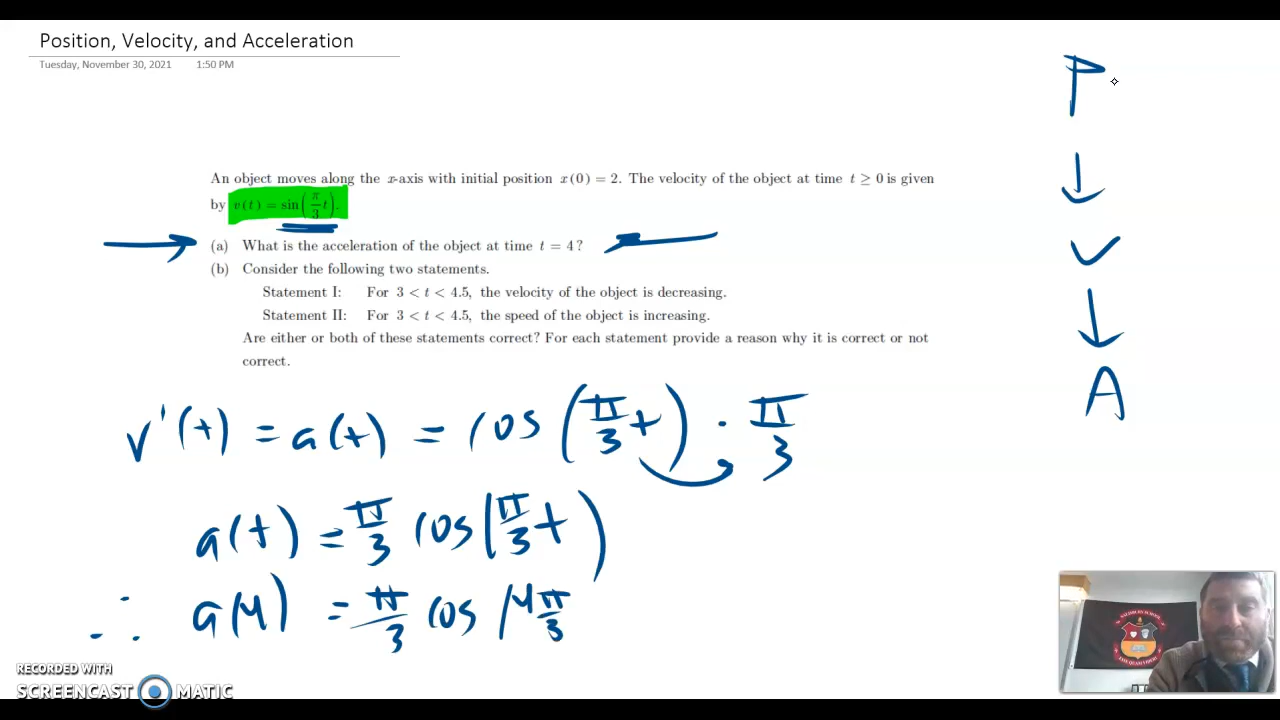 Position, Velocity, and Acceleration
Tuesday, November 30, 2021 1:50 PM
P
↓
V
↓
A
An object moves along the x-axis with initial position x(0) = 2. The velocity of the object at time t ≥ 0 is given
by v(t) = sin(π/3 t).
(a) What is the acceleration of the object at time t = 4?
(b) Consider the following two statements.
Statement I: For 3 < t < 4.5, the velocity of the object is decreasing.
Statement II: For 3 < t < 4.5, the speed of the object is increasing.
Are either or both of these statements correct? For each statement provide a reason why it is correct or not
correct.
v'(t) = a(t) = cos(π/3 t) · π/3
a(t) = π/3 cos(π/3 t)
∴ a(4) = π/3 cos (4π/3
RECORDED WITH
SCREENCAST MATIC